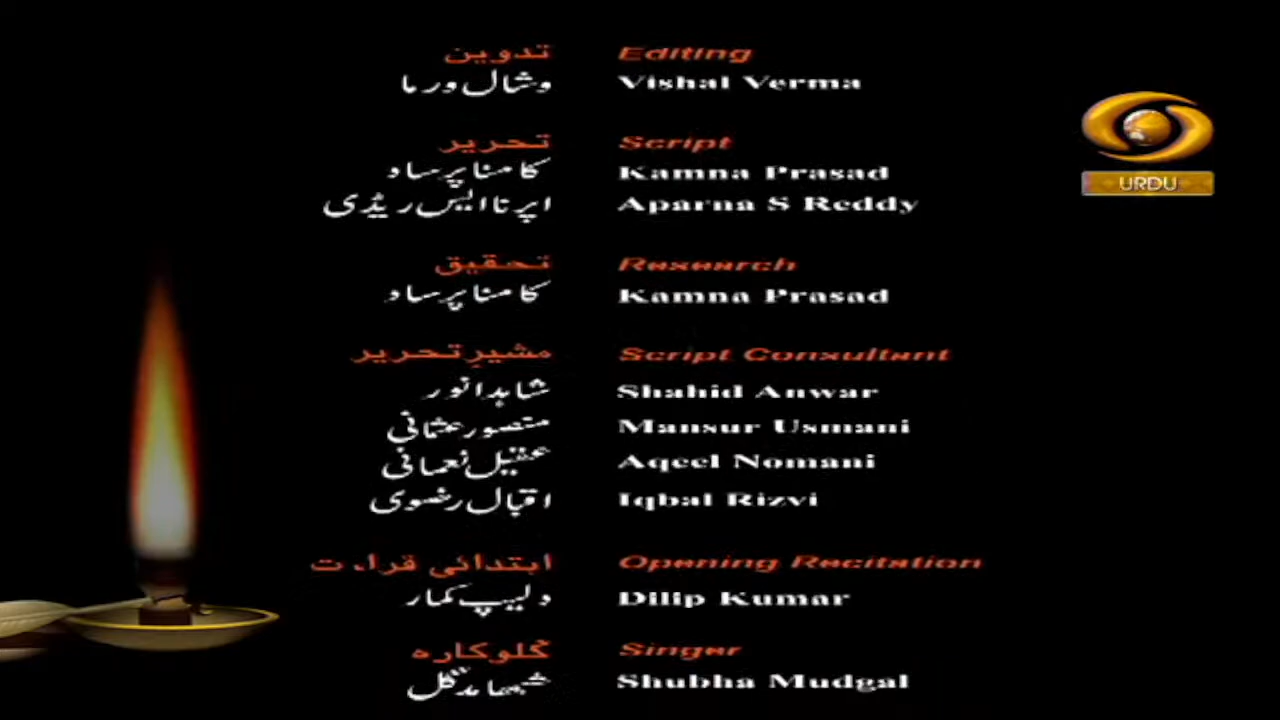 تدوین Editing
وشال ورما Vishal Verma
تحریر Script
کامنا پرساد Kamna Prasad
اپرنا ایس ریڈی Aparna S Reddy
تحقیق Research
کامنا پرساد Kamna Prasad
مشیرِ تحریر Script Consultant
شاہد انور Shahid Anwar
منصور عثمانی Mansur Usmani
عقیل نعمانی Aqeel Nomani
اقبال رضوی Iqbal Rizvi
ابتدائی قراءت Opening Recitation
دلیپ کمار Dilip Kumar
گلوکارہ Singer
شبھا مدگل Shubha Mudgal
URDU